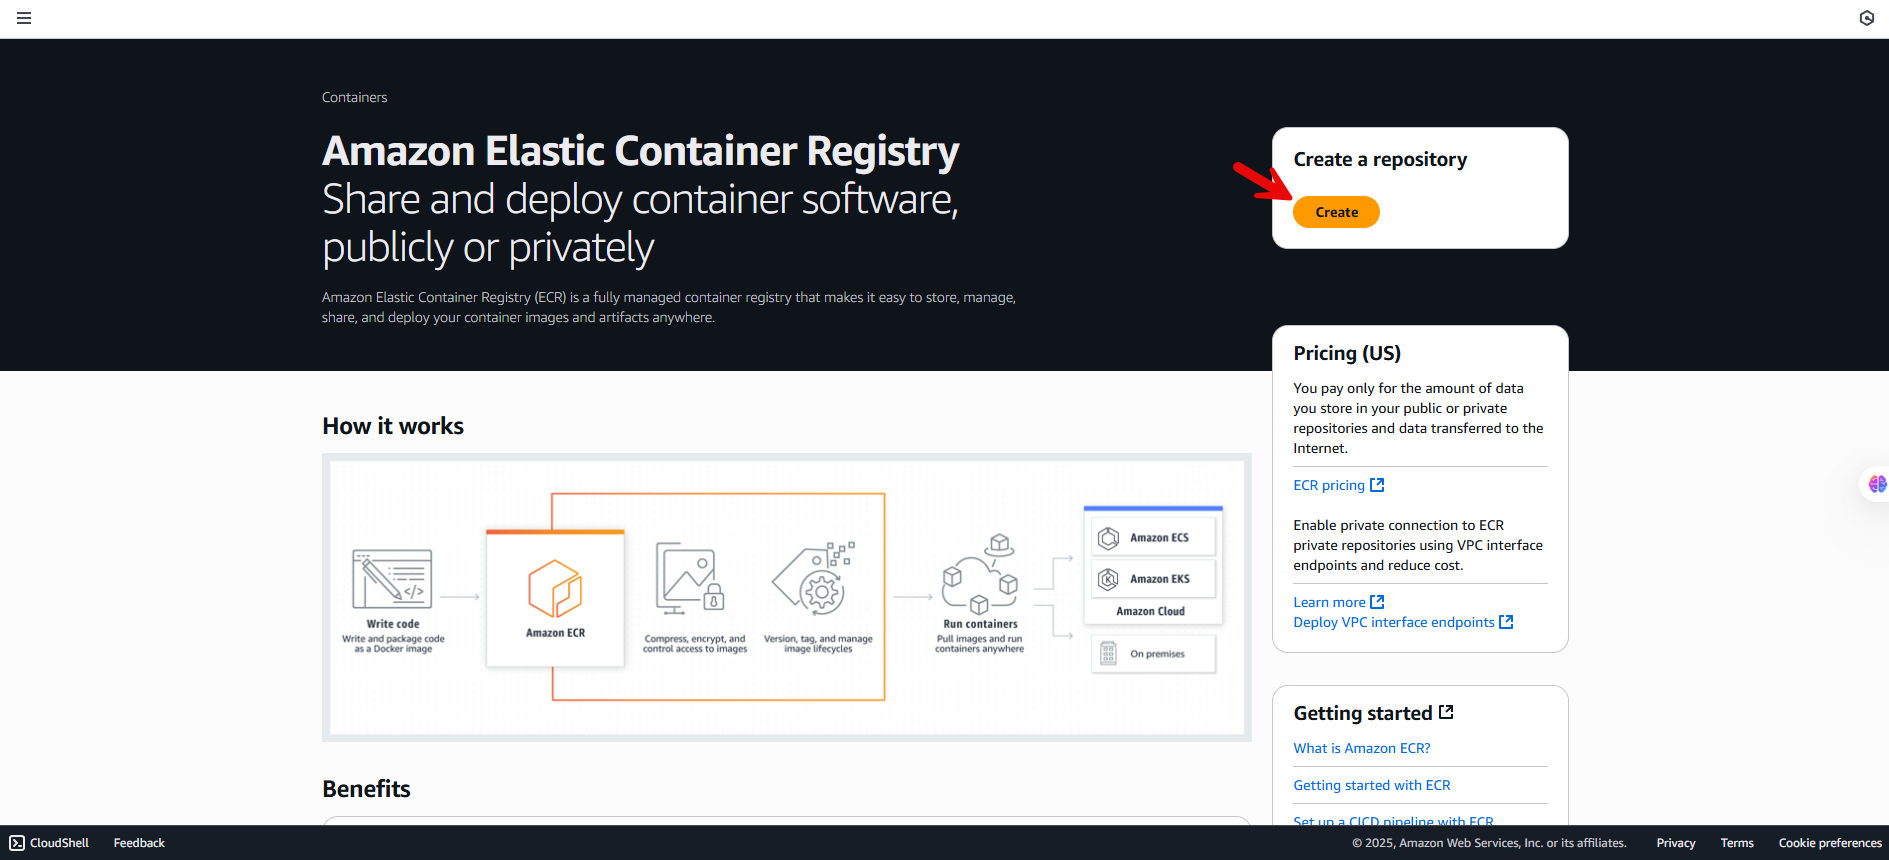 Containers
Amazon Elastic Container Registry
Share and deploy container software,
publicly or privately
Amazon Elastic Container Registry (ECR) is a fully managed container registry that makes it easy to store, manage,
share, and deploy your container images and artifacts anywhere.
Create a repository
Create
Pricing (US)
You pay only for the amount of data
you store in your public or private
repositories and data transferred to the
Internet.
ECR pricing
Enable private connection to ECR
private repositories using VPC interface
endpoints and reduce cost.
Learn more
Deploy VPC interface endpoints
How it works
Write code
Write and package code
as a Docker image
Amazon ECR
Compress, encrypt, and
control access to images
Version, tag, and manage
image lifecycles
Run containers
Pull images and run
containers anywhere
Amazon ECS
Amazon EKS
Amazon Cloud
On premises
Getting started
What is Amazon ECR?
Getting started with ECR
Set up a CICD pipeline with ECR
Benefits
CloudShell
Feedback
© 2025, Amazon Web Services, Inc. or its affiliates.
Privacy
Terms
Cookie preferences